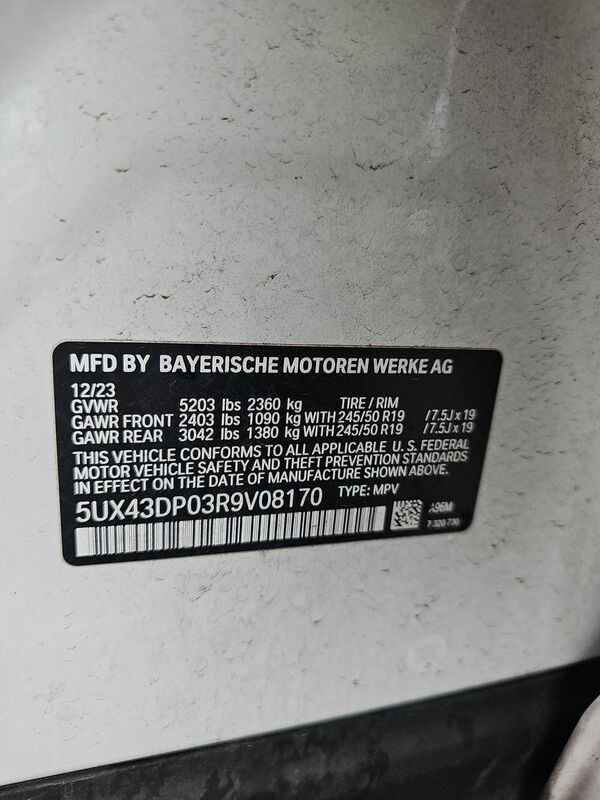 MFD BY BAYERISCHE MOTOREN WERKE AG
12/23
GVWR 5203 lbs 2360 kg TIRE / RIM
GAWR FRONT 2403 lbs 1090 kg WITH 245/50 R19 /7.5J x 19
GAWR REAR 3042 lbs 1380 kg WITH 245/50 R19 /7.5J x 19
THIS VEHICLE CONFORMS TO ALL APPLICABLE U.S. FEDERAL
MOTOR VEHICLE SAFETY AND THEFT PREVENTION STANDARDS
IN EFFECT ON THE DATE OF MANUFACTURE SHOWN ABOVE.
5UX43DP03R9V08170 TYPE: MPV
7 320 730